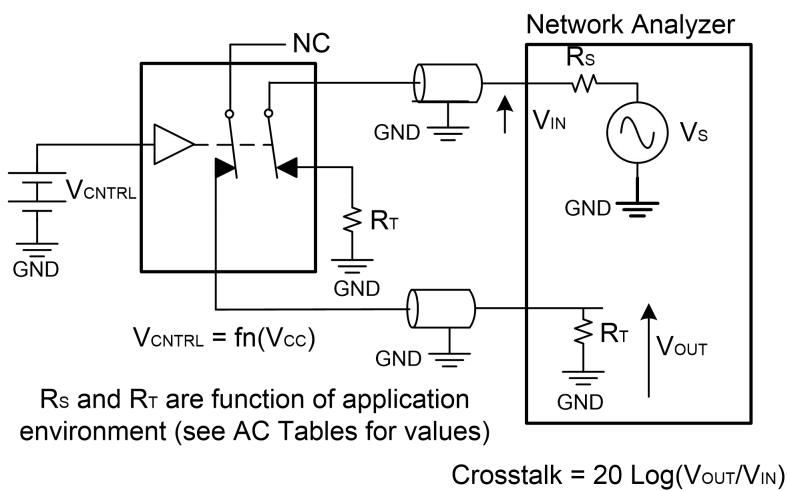 Network Analyzer
NC
RS
GND
VIN
VS
GND
VCNTRL
GND
RT
GND
VCNTRL = fn(VCC)
GND
RT
VOUT
GND
RS and RT are function of application
environment (see AC Tables for values)
Crosstalk = 20 Log(VOUT/VIN)